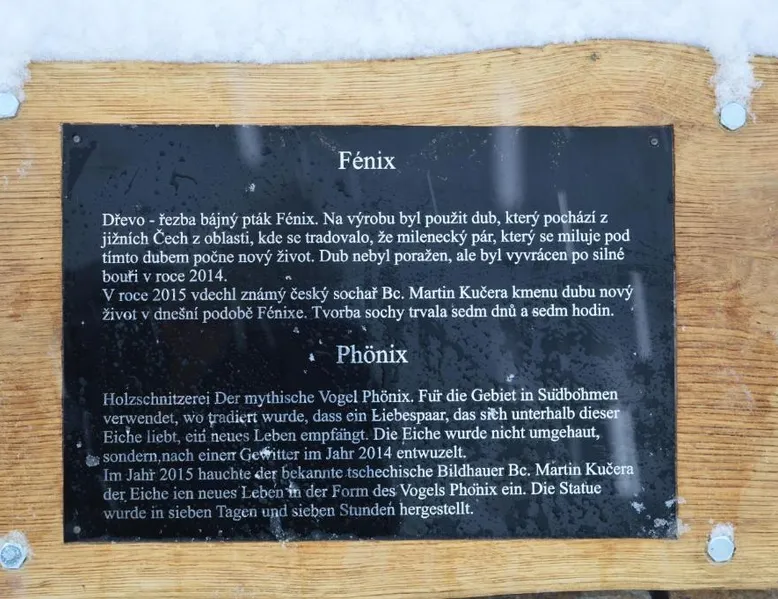 Fénix
Dřevo - řezba bájný pták Fénix. Na výrobu byl použit dub, který pochází z
jižních Čech z oblasti, kde se tradovalo, že milenecký pár, který se miluje pod
tímto dubem počne nový život. Dub nebyl poražen, ale byl vyvrácen po silné
bouři v roce 2014.
V roce 2015 vdechl známý český sochař Bc. Martin Kučera kmenu dubu nový
život v dnešní podobě Fénixe. Tvorba sochy trvala sedm dnů a sedm hodin.
Phönix
Holzschnitzerei Der mythische Vogel Phönix. Für die Gebiet in Südböhmen
verwendet, wo tradiert wurde, dass ein Liebespaar, das sich unterhalb dieser
Eiche liebt, ein neues Leben empfängt. Die Eiche wurde nicht umgehaut,
sondern nach einen Gewitter im Jahr 2014 entwuzelt.
Im Jahr 2015 hauchte der bekannte tschechische Bildhauer Bc. Martin Kučera
der Eiche ien neues Leben in der Form des Vogels Phönix ein. Die Statue
wurde in sieben Tagen und sieben Stunden hergestellt.